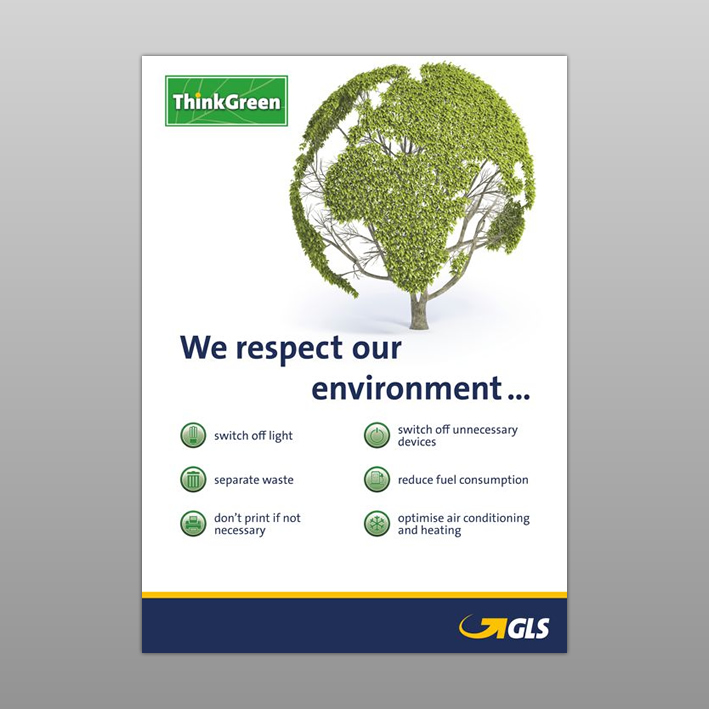 ThinkGreen
We respect our
environment...
switch off light
switch off unnecessary
devices
separate waste
reduce fuel consumption
don't print if not
necessary
optimise air conditioning
and heating
GLS